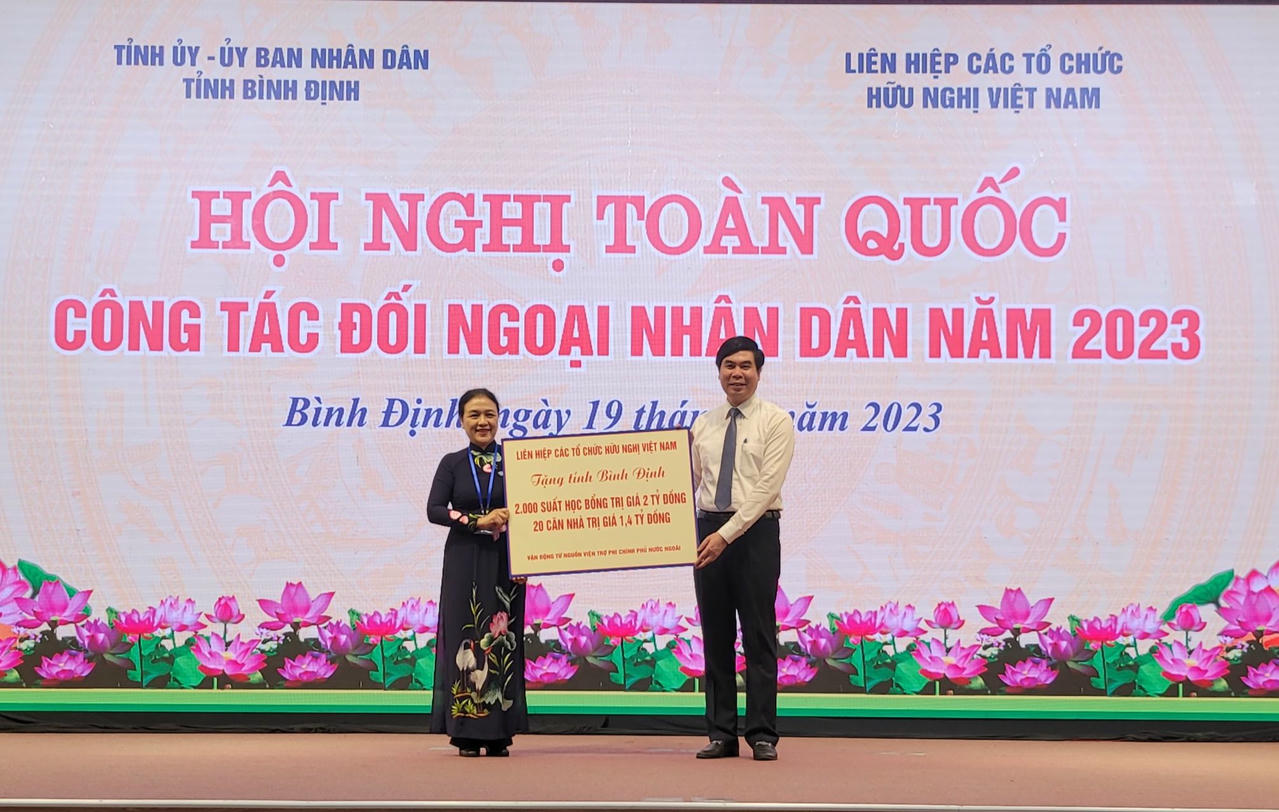 TỈNH ỦY - ỦY BAN NHÂN DÂN
TỈNH BÌNH ĐỊNH
LIÊN HIỆP CÁC TỔ CHỨC
HỮU NGHỊ VIỆT NAM
HỘI NGHỊ TOÀN QUỐC
CÔNG TÁC ĐỐI NGOẠI NHÂN DÂN NĂM 2023
Bình Định, ngày 19 năm 2023
LIÊN HIỆP CÁC TỔ CHỨC HỮU NGHỊ VIỆT NAM
Tặng tỉnh Bình Định
2.000 SUẤT HỌC BỔNG TRỊ GIÁ 2 TỶ ĐỒNG
20 CĂN NHÀ TRỊ GIÁ 1,4 TỶ ĐỒNG
VẬN ĐỘNG TỪ NGUỒN VIỆN TRỢ PHI CHÍNH PHỦ NƯỚC NGOÀI